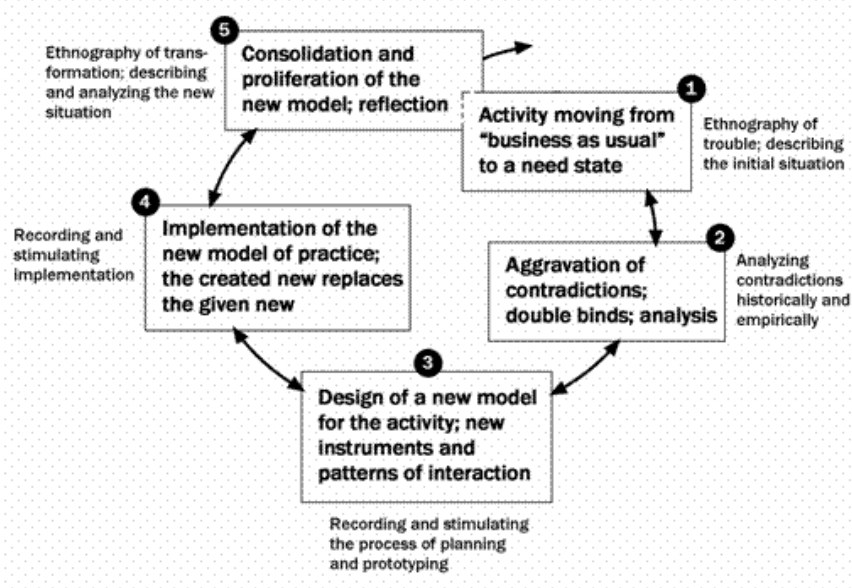 5
Consolidation and
proliferation of the
new model; reflection
Ethnography of trans-
formation; describing
and analyzing the new
situation
1
Activity moving from
“business as usual”
to a need state
Ethnography of
trouble; describing
the initial situation
4
Implementation of the
new model of practice;
the created new replaces
the given new
Recording and
stimulating
implementation
2
Aggravation of
contradictions;
double binds; analysis
Analyzing
contradictions
historically and
empirically
3
Design of a new model
for the activity; new
instruments and
patterns of interaction
Recording and stimulating
the process of planning
and prototyping